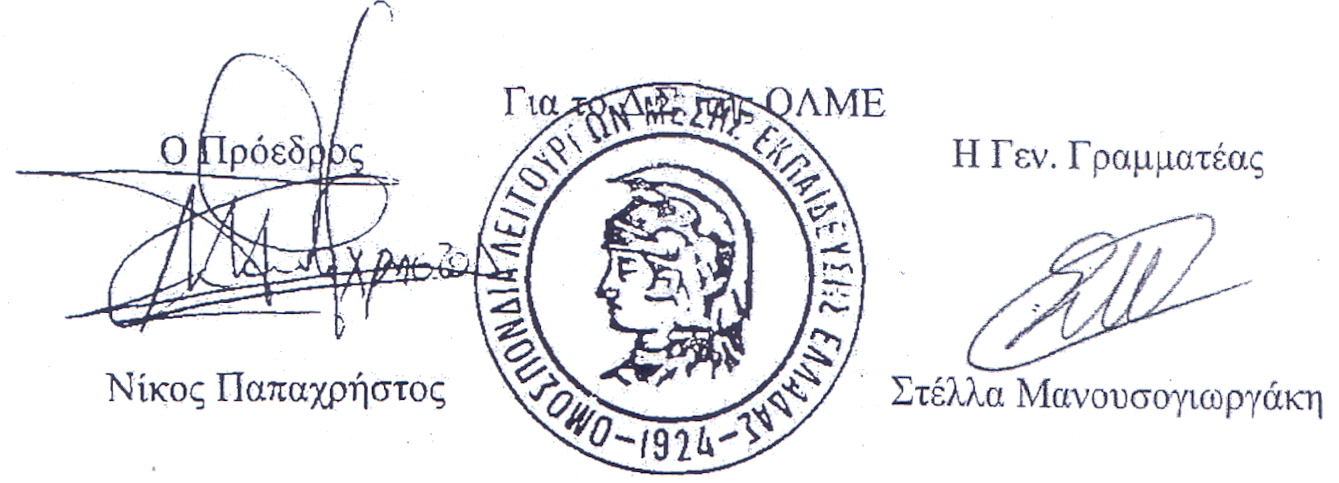 Για το Δ.Σ. της ΟΛΜΕ
Ο Πρόεδρος
Η Γεν. Γραμματέας
ΟΜΟΣΠΟΝΔΙΑ ΛΕΙΤΟΥΡΓΩΝ ΜΕΣΗΣ ΕΚΠΑΙΔΕΥΣΗΣ ΕΛΛΑΔΑΣ
-1924-
Νίκος Παπαχρήστος
Στέλλα Μανουσογιωργάκη